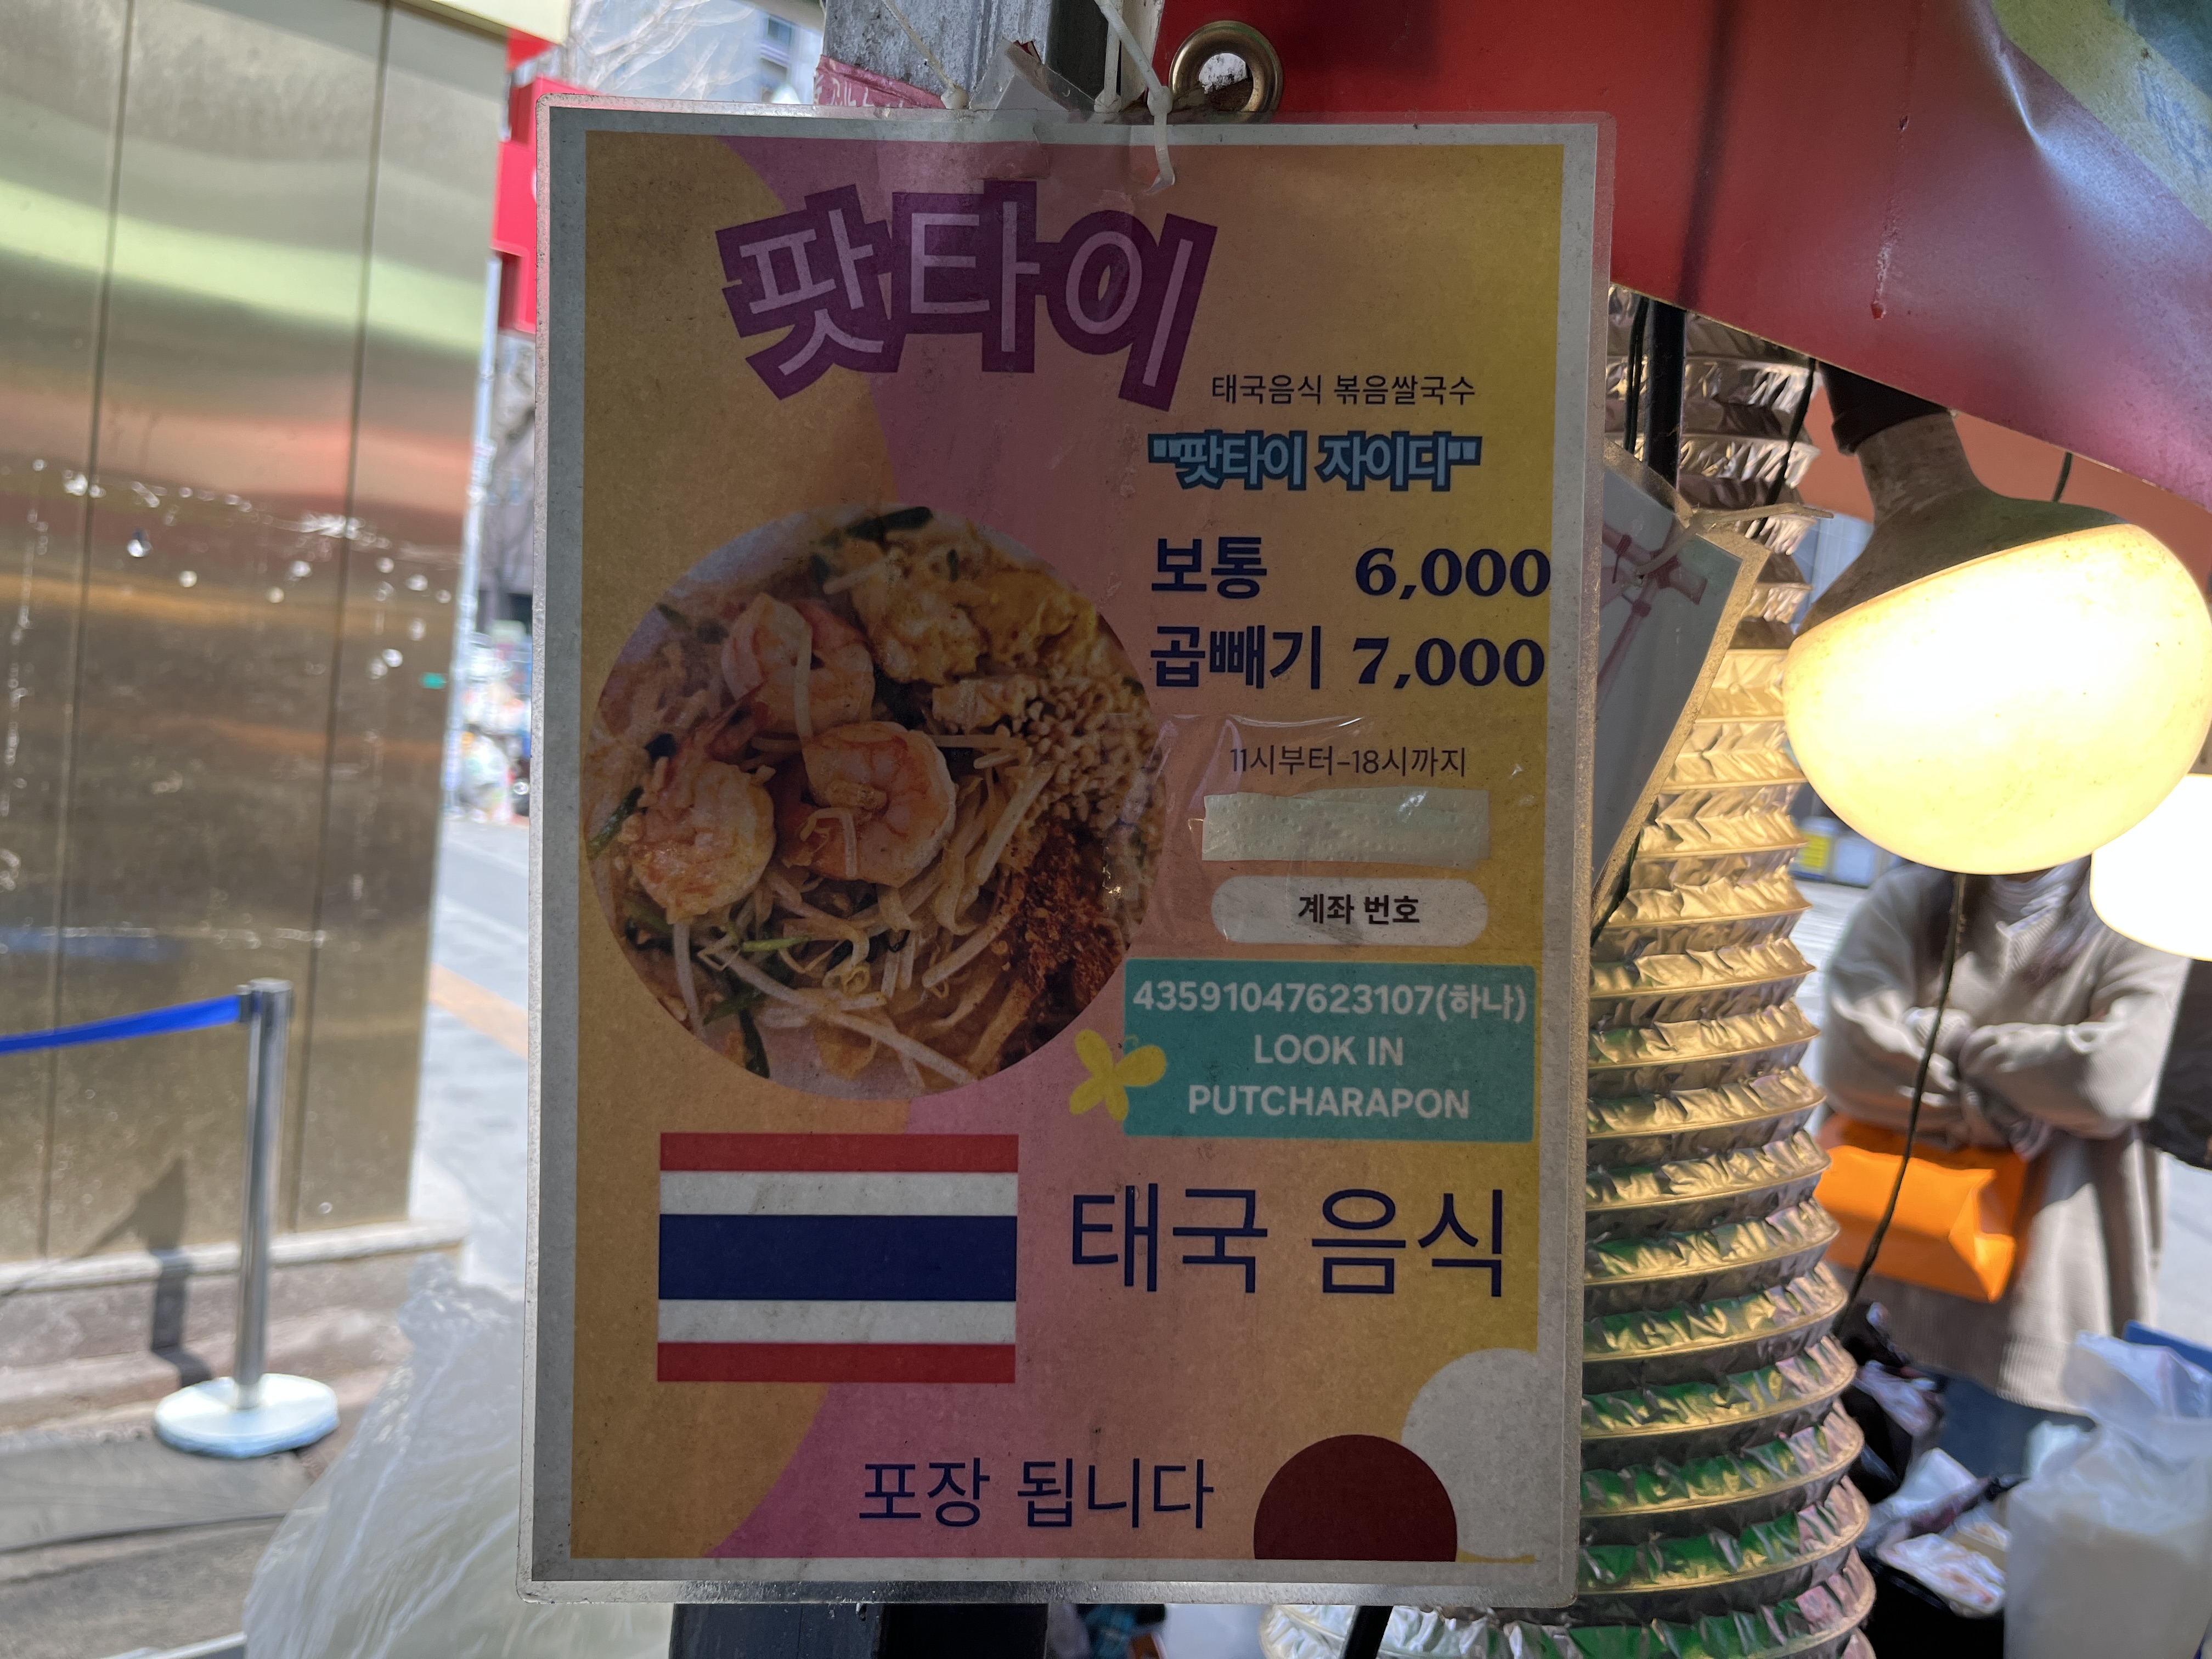 팟타이
태국음식 볶음쌀국수
"팟타이 자이디"
보통 6,000
곱빼기 7,000
11시부터-18시까지
계좌 번호
43591047623107(하나)
LOOK IN
PUTCHARAPON
태국 음식
포장 됩니다